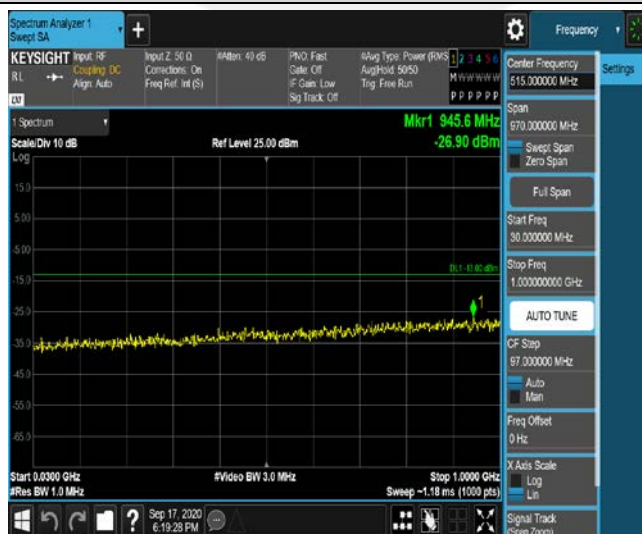 Spectrum Analyzer 1
Swept SA
+
Frequency
KEYSIGHT
Input: RF
Input Z: 50 Ω
#Atten: 40 dB
PNO: Fast
#Avg Type: Power (RMS
1 2 3 4 5 6
RL
Coupling: DC
Corrections: On
Gate: Off
Avg|Hold: 50/50
M W W W W W
Align: Auto
Freq Ref: Int (S)
IF Gain: Low
Trig: Free Run
Sig Track: Off
P P P P P P
Center Frequency
515.000000 MHz
Settings
Span
970.000000 MHz
Swept Span
Zero Span
Full Span
Start Freq
30.000000 MHz
Stop Freq
1.000000000 GHz
AUTO TUNE
CF Step
97.000000 MHz
Auto
Man
Freq Offset
0 Hz
X Axis Scale
Log
Lin
Signal Track
(Span Zoom)
1 Spectrum
Mkr1 945.6 MHz
Scale/Div 10 dB
Ref Level 25.00 dBm
-26.90 dBm
Log
15.0
5.00
-5.00
DL1 -13.00 dBm
-15.0
1
-25.0
-35.0
-45.0
-55.0
-65.0
Start 0.0300 GHz
#Video BW 3.0 MHz
Stop 1.0000 GHz
#Res BW 1.0 MHz
Sweep ~1.18 ms (1000 pts)
?
Sep 17, 2020
6:19:28 PM